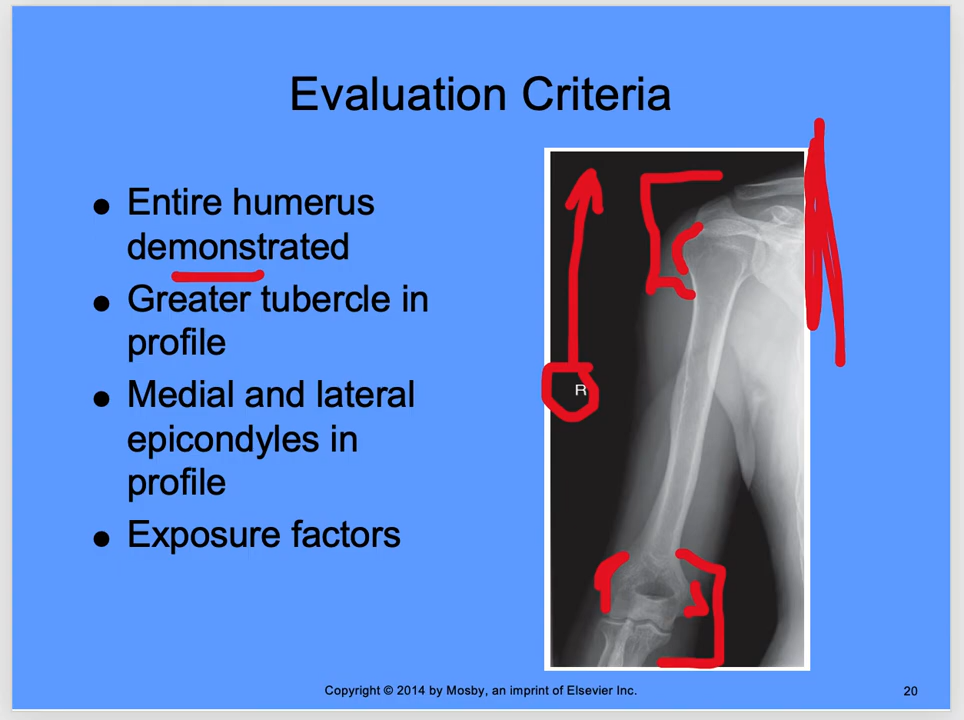 Evaluation Criteria
● Entire humerus
demonstrated
● Greater tubercle in
profile
● Medial and lateral
epicondyles in
profile
● Exposure factors
R
Copyright © 2014 by Mosby, an imprint of Elsevier Inc.
20